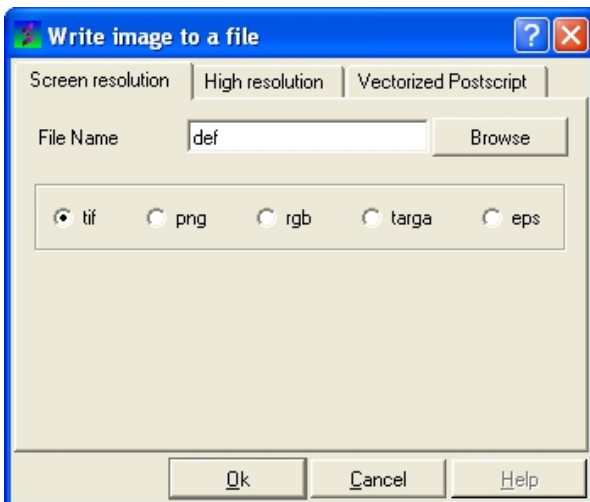 Write image to a file
Screen resolution High resolution Vectorized Postscript
File Name def Browse
tif png rgb targa eps
Ok Cancel Help